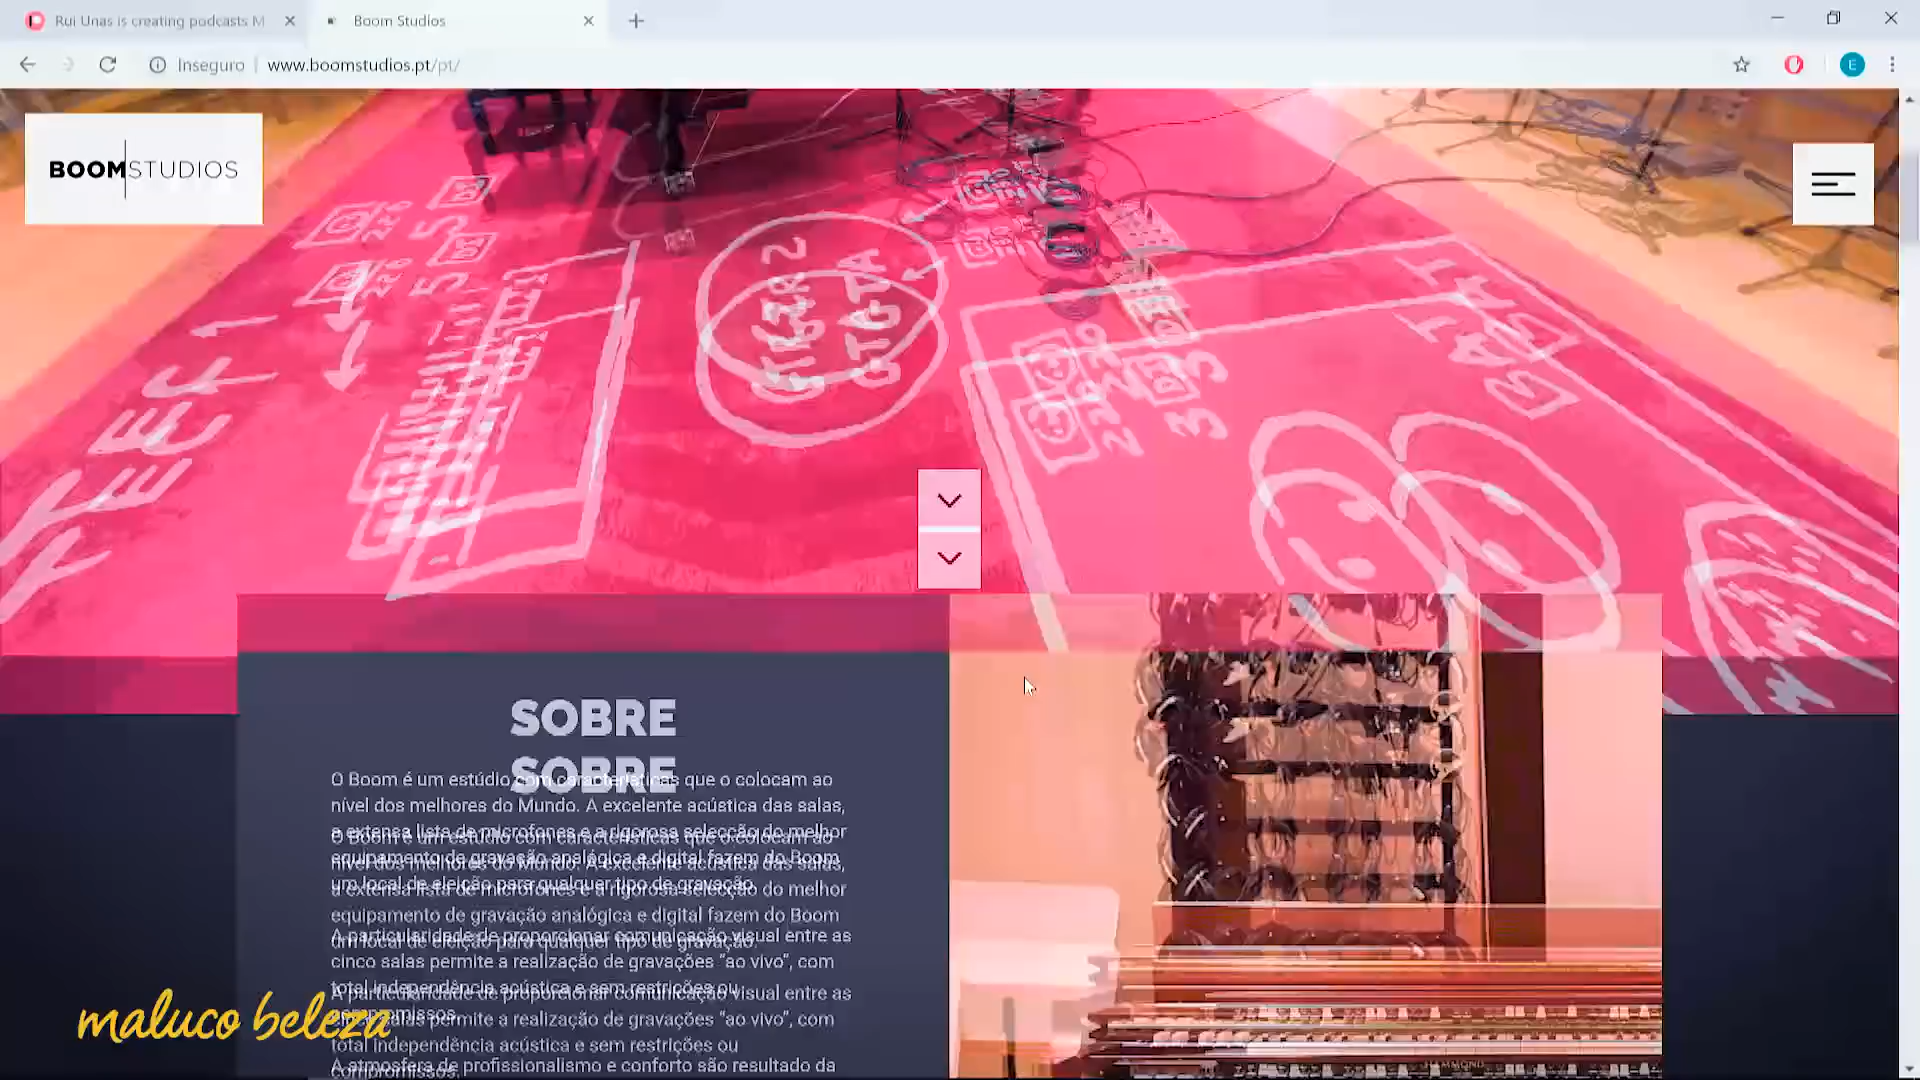 Rui Unas is creating podcasts M
Boom Studios
Inseguro
www.boomstudios.pt/pt/
E
BOOMSTUDIOS
SOBRE
SOBRE
O Boom é um estúdio com características que o colocam ao
nível dos melhores do Mundo. A excelente acústica das salas,
a extensa lista de microfones e a rigorosa selecção do melhor
equipamento de gravação analógica e digital fazem do Boom
um local de eleição para qualquer tipo de gravação.
A particularidade de proporcionar comunicação visual entre as
cinco salas permite a realização de gravações “ao vivo”, com
total independência acústica e sem restrições ou
compromissos.
A atmosfera de profissionalismo e conforto são resultado da
maluco beleza